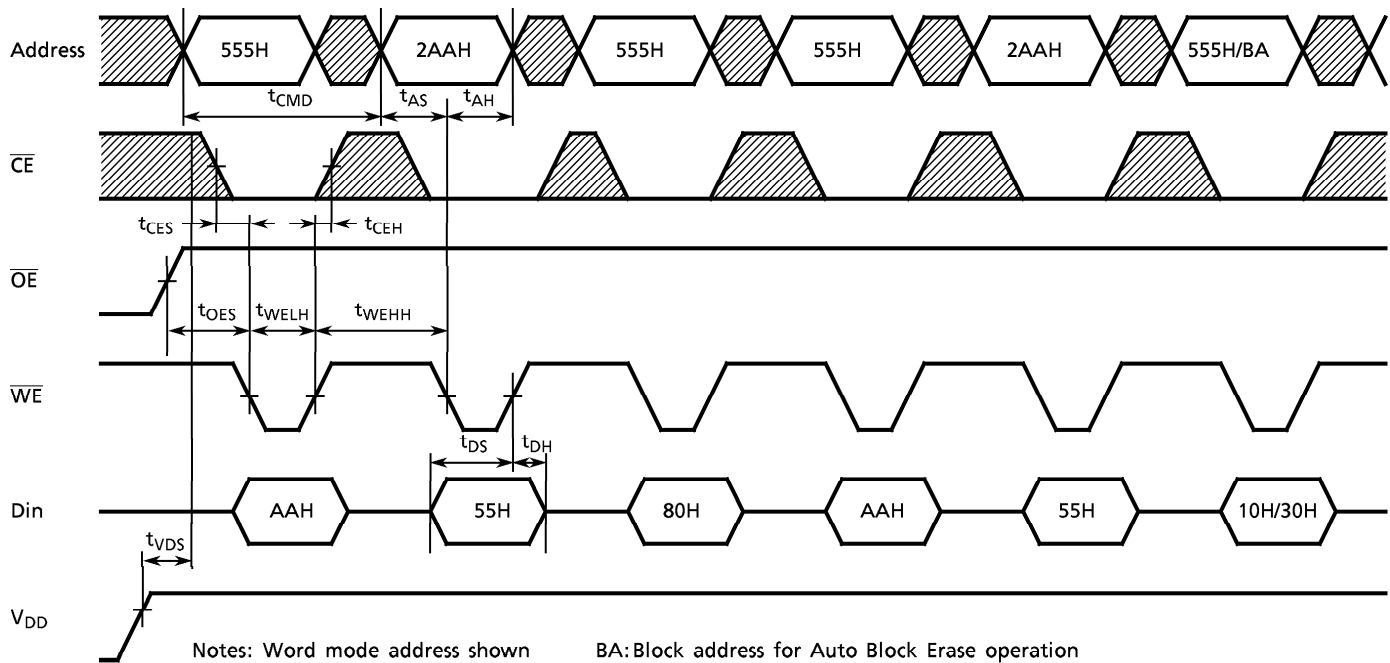 Address 555H 2AAH 555H 555H 2AAH 555H/BA
tCMD tAS tAH
CE
tCES tCEH
OE
tOES tWELH tWEHH
WE
tDS tDH
Din AAH 55H 80H AAH 55H 10H/30H
tVDS
VDD
Notes: Word mode address shown BA: Block address for Auto Block Erase operation